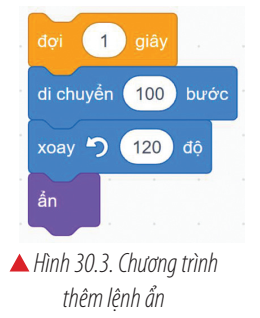 đợi 1 giây
di chuyển 100 bước
xoay 120 độ
ẩn
▲ Hình 30.3. Chương trình
thêm lệnh ẩn